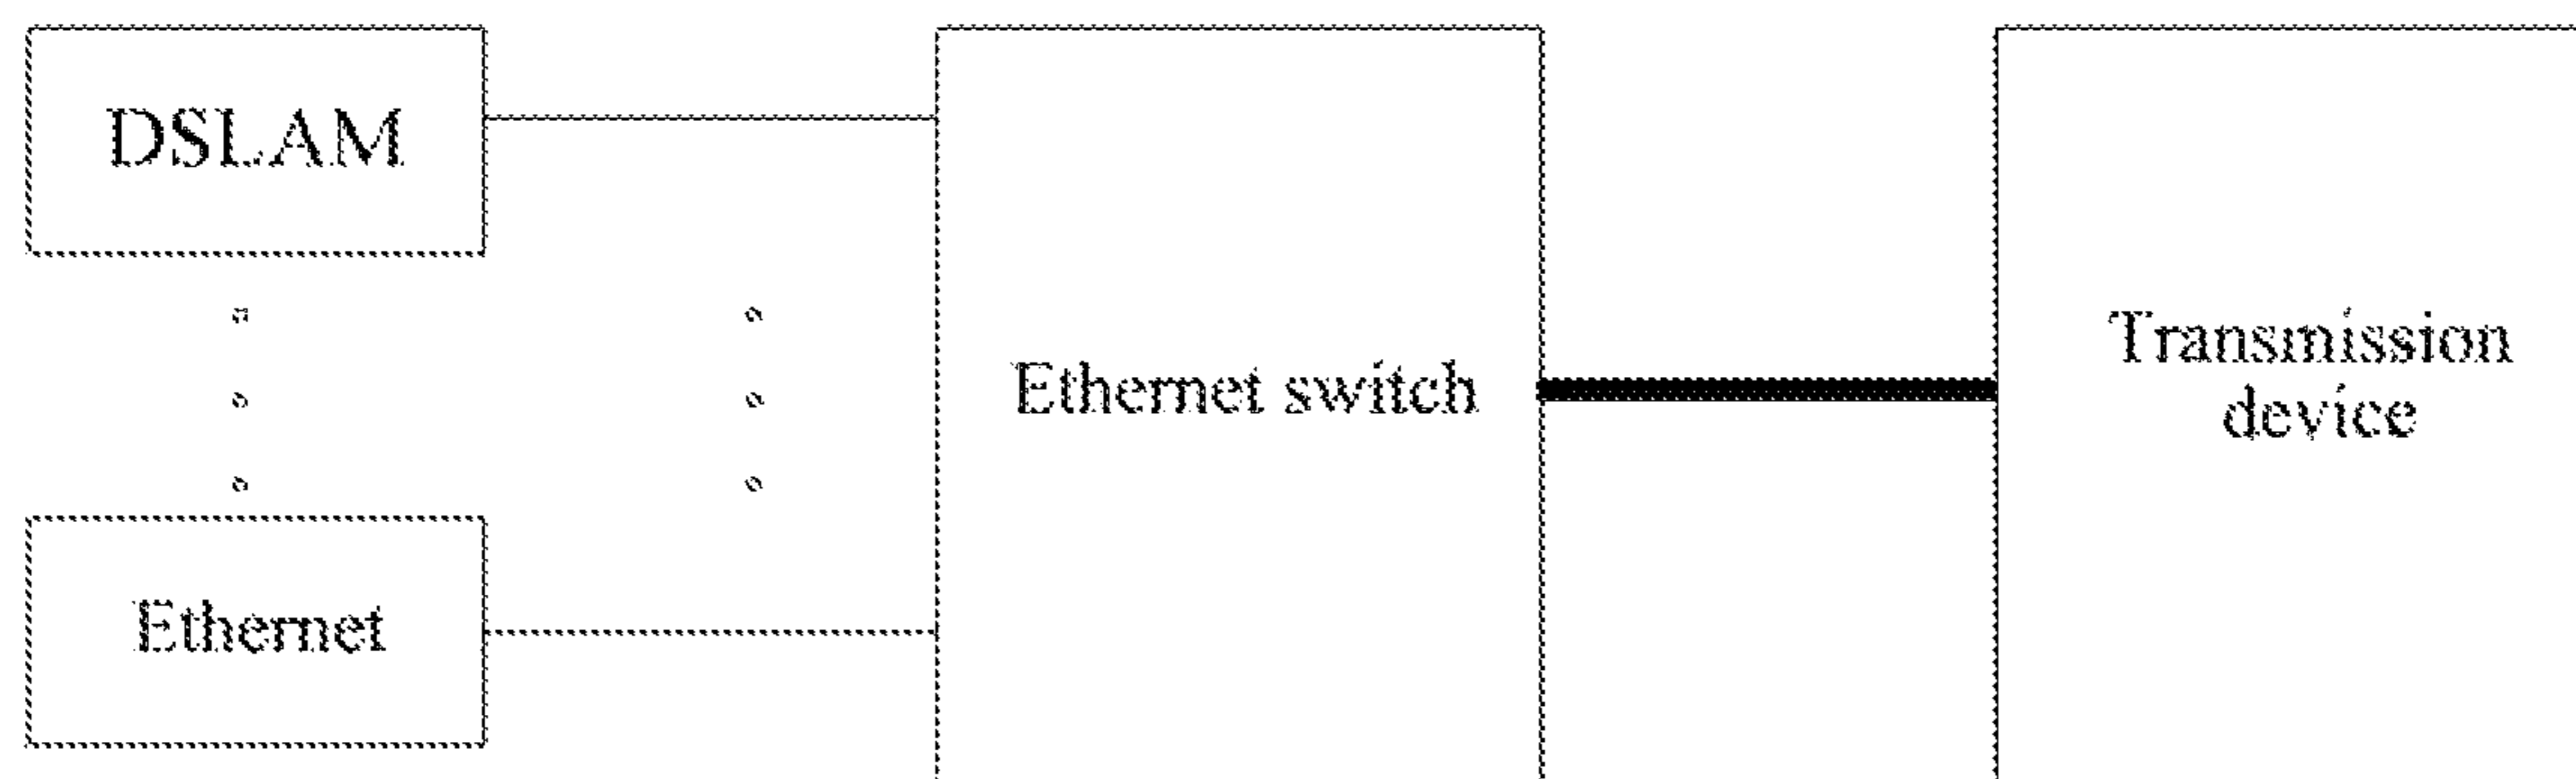 DSLAM
Ethernet switch
Transmission
device
Ethernet